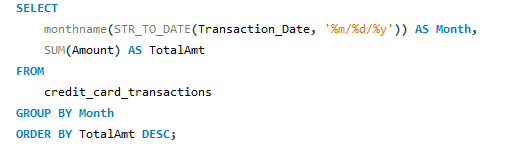 SELECT
    monthname(STR_TO_DATE(Transaction_Date, '%m/%d/%y')) AS Month,
    SUM(Amount) AS TotalAmt
FROM
    credit_card_transactions
GROUP BY Month
ORDER BY TotalAmt DESC;